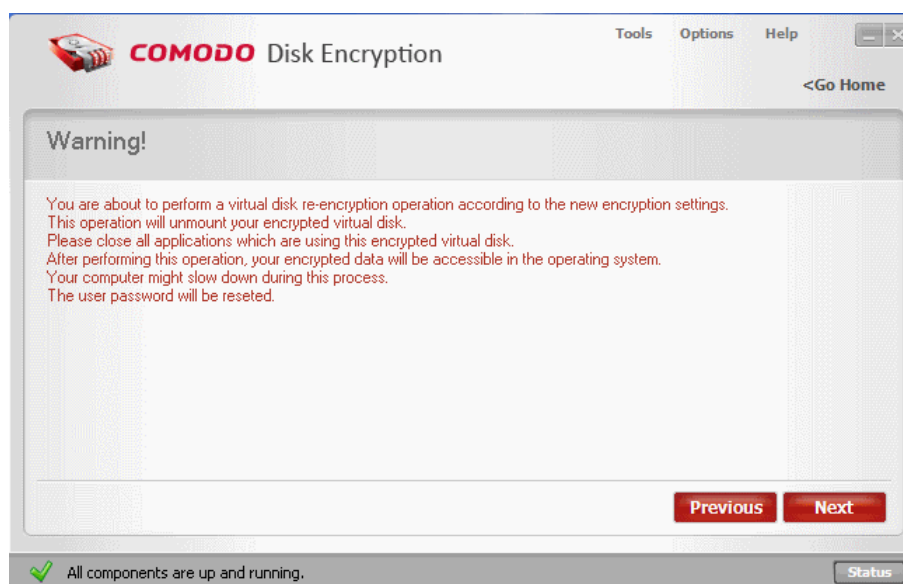 COMODO Disk Encryption
Tools Options Help
<Go Home
Warning!
You are about to perform a virtual disk re-encryption operation according to the new encryption settings.
This operation will unmount your encrypted virtual disk.
Please close all applications which are using this encrypted virtual disk.
After performing this operation, your encrypted data will be accessible in the operating system.
Your computer might slow down during this process.
The user password will be reseted.
Previous Next
All components are up and running. Status